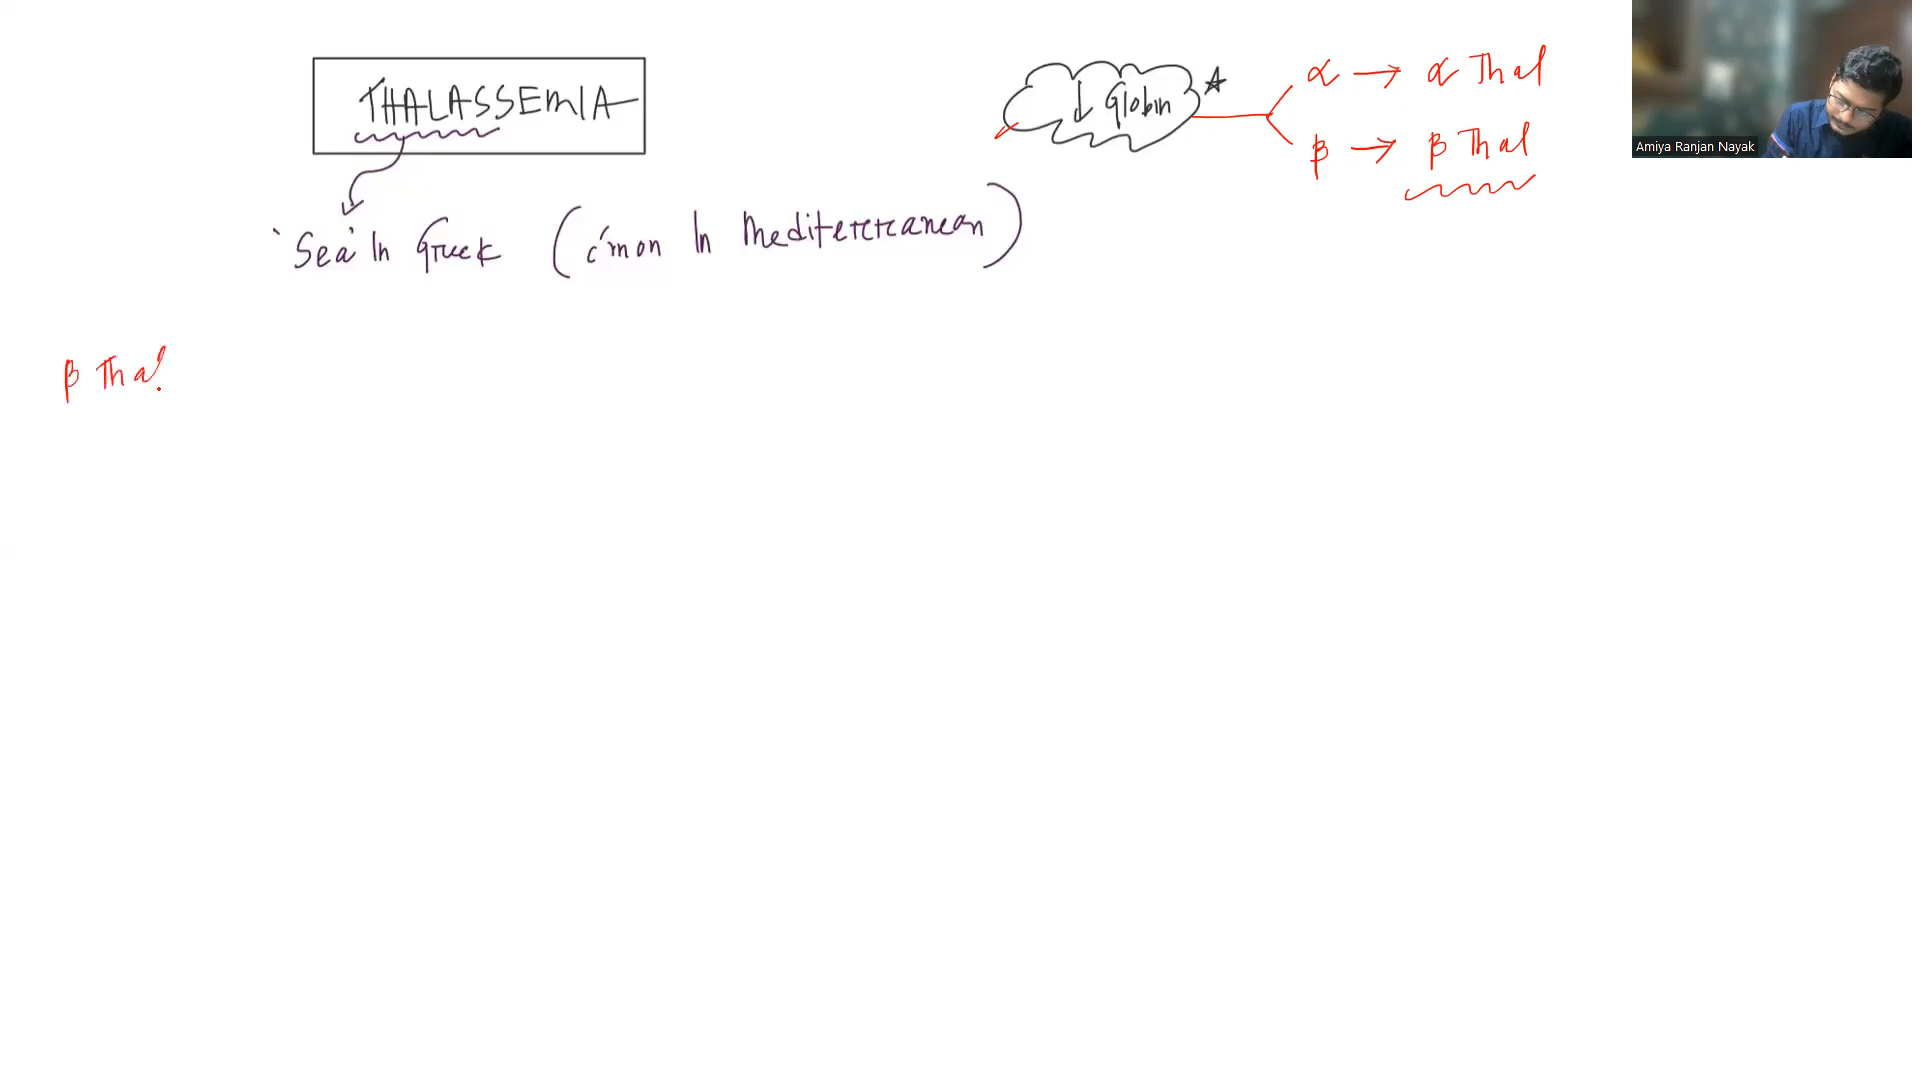 THALASSEMIA
↓ Globin ☆
α → α Thal
β → β Thal
Amiya Ranjan Nayak
'Sea' In Greek (c'mon In Mediterranean)
β Thal